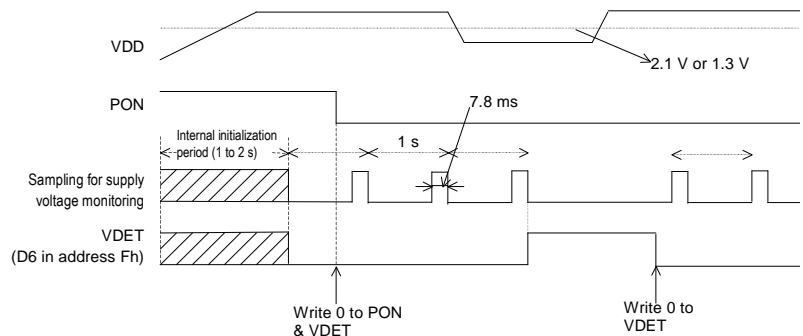 VDD
2.1 V or 1.3 V
PON
7.8 ms
Internal initialization
period (1 to 2 s)
1 s
Sampling for supply
voltage monitoring
VDET
(D6 in address Fh)
Write 0 to PON
& VDET
Write 0 to
VDET